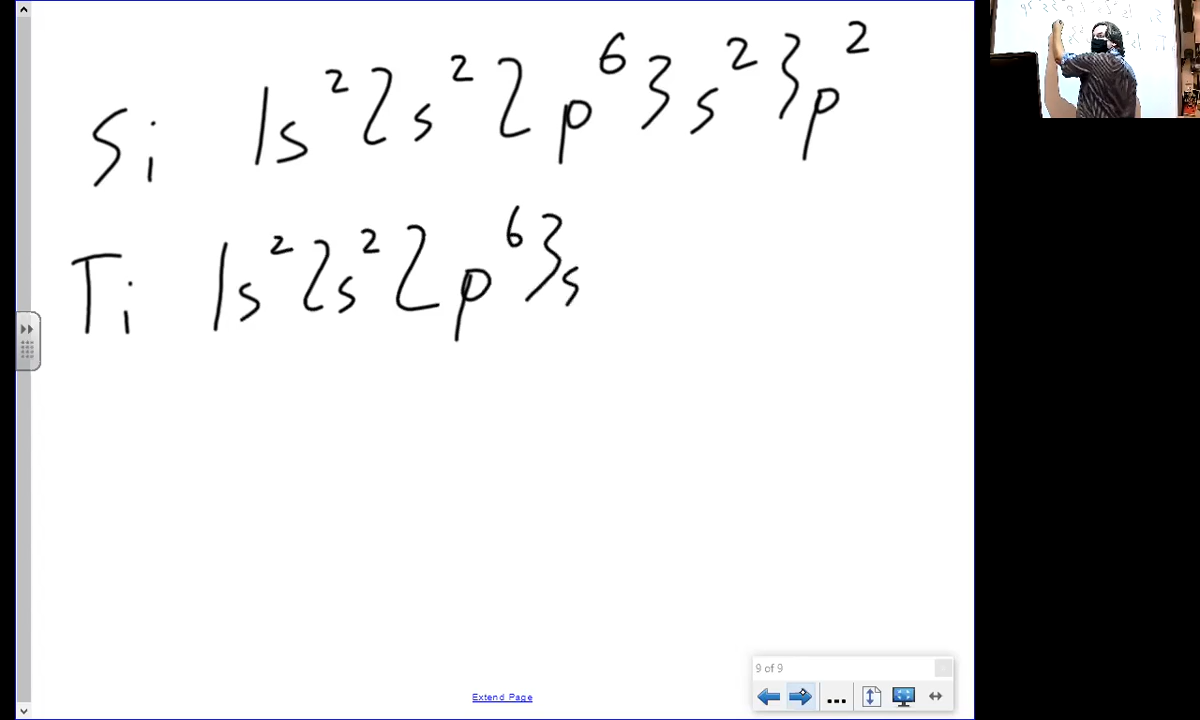 Si 1s²2s²2p⁶3s²3p²
Ti 1s²2s²2p⁶3s
9 of 9
Extend Page